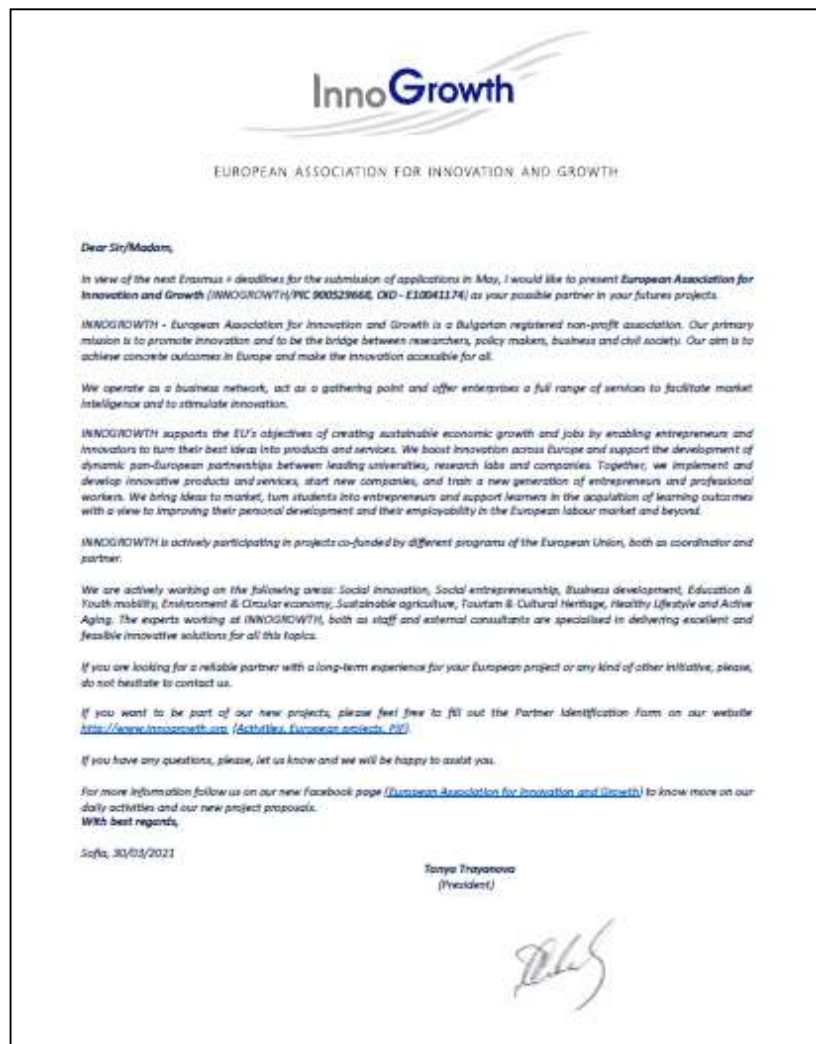 InnoGrowth
EUROPEAN ASSOCIATION FOR INNOVATION AND GROWTH
Dear Sir/Madam,
In view of the next Erasmus + deadlines for the submission of applications in May, I would like to present European Association for
Innovation and Growth (INNOGROWTH/PIC 900529668, OID - E10041174) as your possible partner in your futures projects.
INNOGROWTH - European Association for Innovation and Growth is a Bulgarian registered non-profit association. Our primary
mission is to promote innovation and to be the bridge between researchers, policy makers, business and civil society. Our aim is to
achieve concrete outcomes in Europe and make the innovation accessible for all.
We operate as a business network, act as a gathering point and offer enterprises a full range of services to facilitate market
intelligence and to stimulate innovation.
INNOGROWTH supports the EU's objectives of creating sustainable economic growth and jobs by enabling entrepreneurs and
innovators to turn their best ideas into products and services. We boost innovation across Europe and support the development of
dynamic pan-European partnerships between leading universities, research labs and companies. Together, we implement and
develop innovative products and services, start new companies, and train a new generation of entrepreneurs and professional
workers. We bring ideas to market, turn students into entrepreneurs and support learners in the acquisition of learning outcomes
with a view to improving their personal development and their employability in the European labour market and beyond.
INNOGROWTH is actively participating in projects co-funded by different programs of the European Union, both as coordinator and
partner.
We are actively working on the following areas: Social innovation, Social entrepreneurship, Business development, Education &
Youth mobility, Environment & Circular economy, Sustainable agriculture, Tourism & Cultural Heritage, Healthy Lifestyle and Active
Aging. The experts working at INNOGROWTH, both as staff and external consultants are specialised in delivering excellent and
feasible innovative solutions for all this topics.
If you are looking for a reliable partner with a long-term experience for your European project or any kind of other initiative, please,
do not hesitate to contact us.
If you want to be part of our new projects, please feel free to fill out the Partner Identification Form on our website
http://www.innogrowth.org (Activities, European projects, PIF).
If you have any questions, please, let us know and we will be happy to assist you.
For more information follow us on our new Facebook page (European Association for Innovation and Growth) to know more on our
daily activities and our new project proposals.
With best regards,
Sofia, 30/03/2021
Tanya Trayanova
(President)